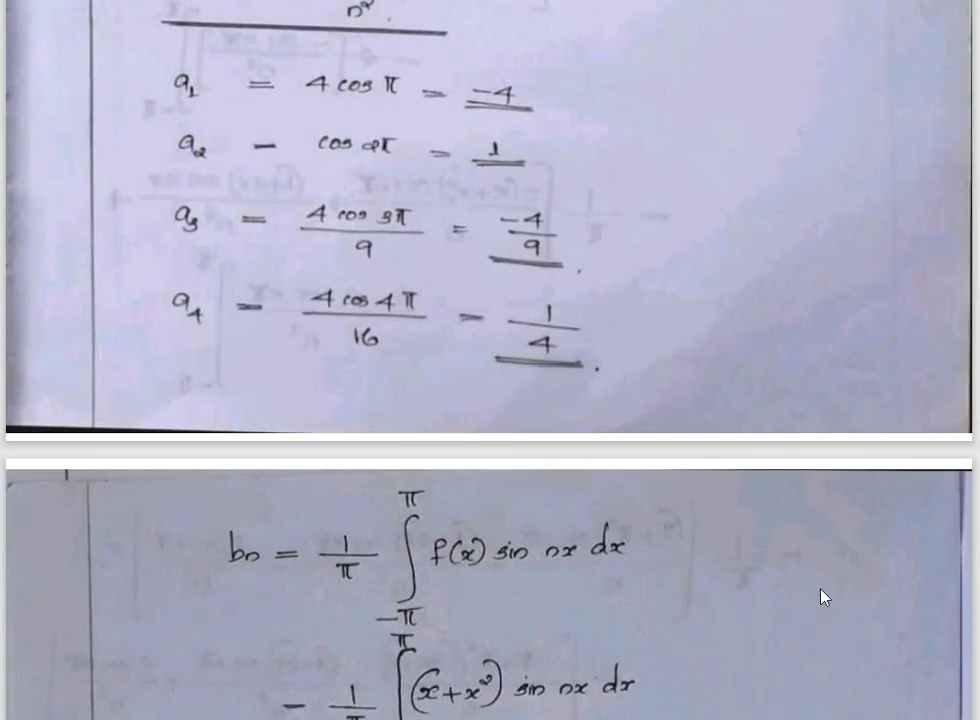 n²
a₁ = 4 cos π = -4
a₂ = cos 2π = 1
a₃ = 4 cos 3π / 9 = -4 / 9
a₄ = 4 cos 4π / 16 = 1 / 4
bn = 1/π ∫_{-π}^{π} f(x) sin nx dx
= 1/π ∫^{π} (x + x²) sin nx dx